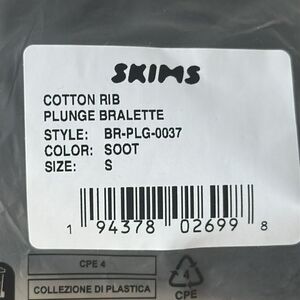 SKIMS
COTTON RIB
PLUNGE BRALETTE
STYLE: BR-PLG-0037
COLOR: SOOT
SIZE: S
1 94378 02699 8
CPE 4
COLLEZIONE DI PLASTICA
4
CPE